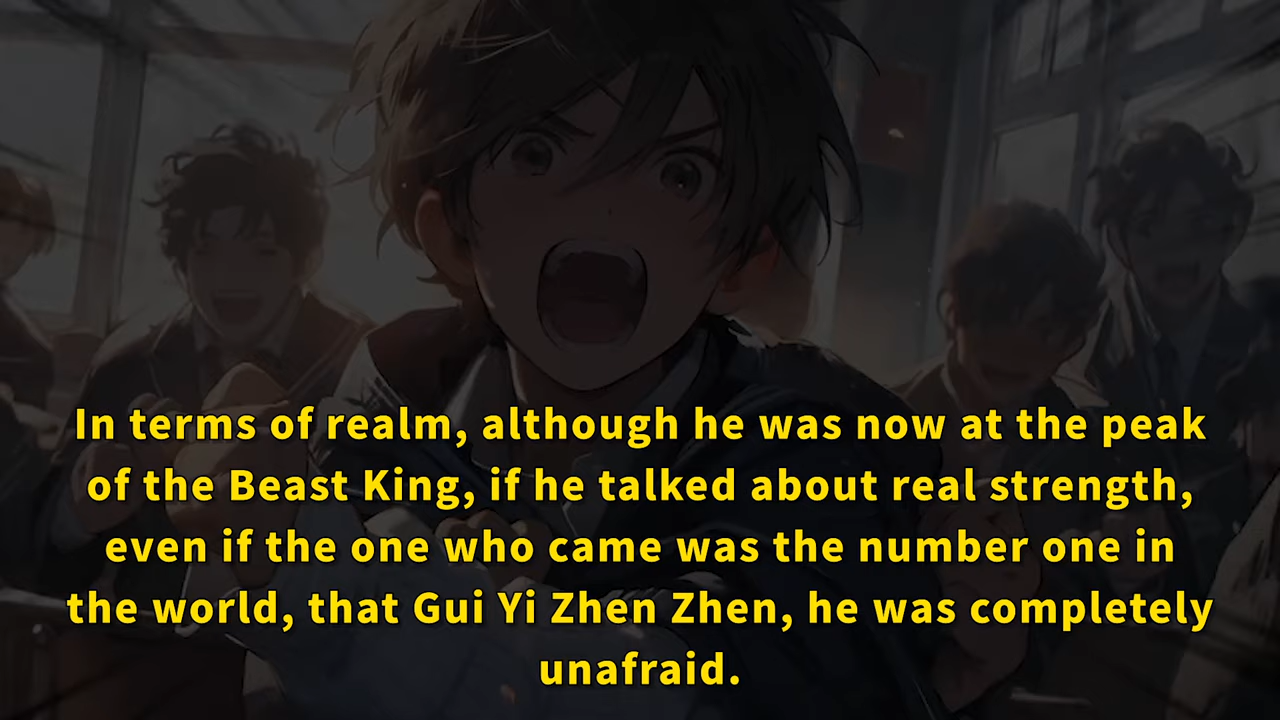 In terms of realm, although he was now at the peak
of the Beast King, if he talked about real strength,
even if the one who came was the number one in
the world, that Gui Yi Zhen Zhen, he was completely
unafraid.